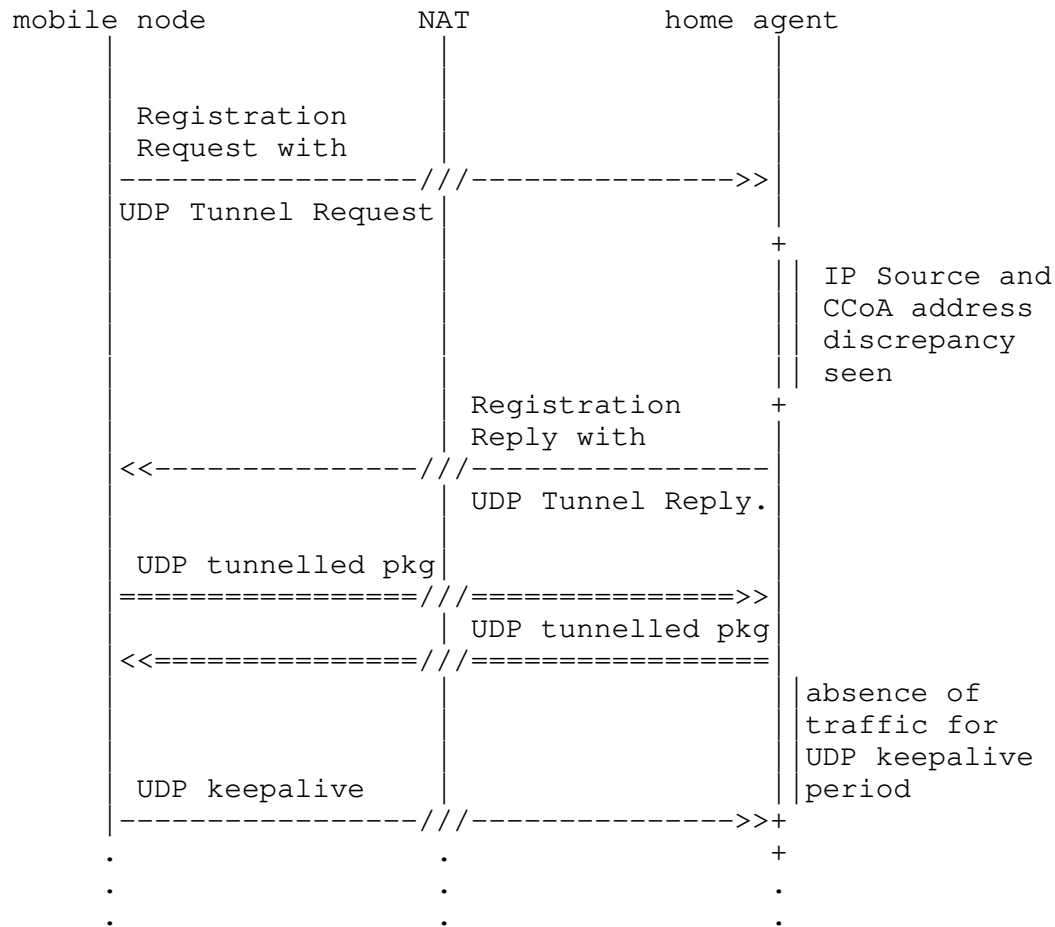 mobile node NAT home agent
Registration
Request with
UDP Tunnel Request
IP Source and
CCoA address
discrepancy
seen
Registration
Reply with
UDP Tunnel Reply.
UDP tunnelled pkg
UDP tunnelled pkg
absence of
traffic for
UDP keepalive
period
UDP keepalive